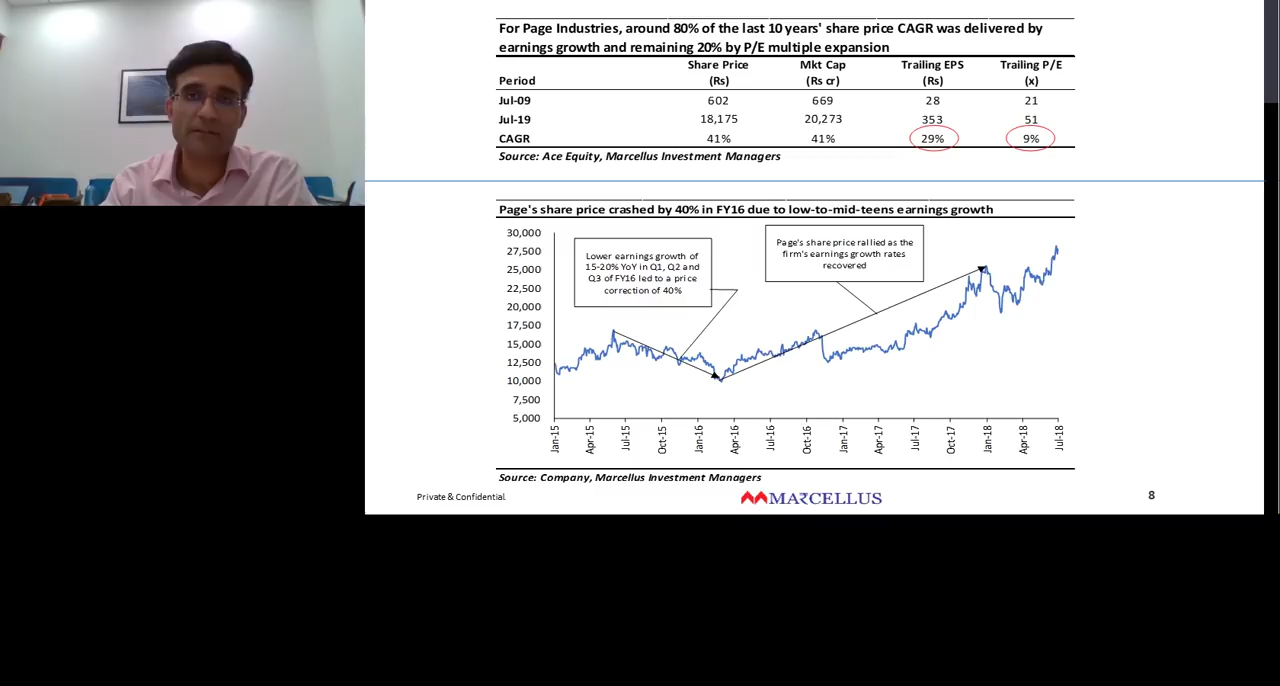 For Page Industries, around 80% of the last 10 years' share price CAGR was delivered by
earnings growth and remaining 20% by P/E multiple expansion
Period Share Price (Rs) Mkt Cap (Rs cr) Trailing EPS (Rs) Trailing P/E (x)
Jul-09 602 669 28 21
Jul-19 18,175 20,273 353 51
CAGR 41% 41% 29% 9%
Source: Ace Equity, Marcellus Investment Managers
Page's share price crashed by 40% in FY16 due to low-to-mid-teens earnings growth
30,000
27,500
25,000
22,500
20,000
17,500
15,000
12,500
10,000
7,500
5,000
Lower earnings growth of
15-20% YoY in Q1, Q2 and
Q3 of FY16 led to a price
correction of 40%
Page's share price rallied as the
firm's earnings growth rates
recovered
Jan-15 Apr-15 Jul-15 Oct-15 Jan-16 Apr-16 Jul-16 Oct-16 Jan-17 Apr-17 Jul-17 Oct-17 Jan-18 Apr-18 Jul-18
Source: Company, Marcellus Investment Managers
Private & Confidential MARCELLUS 8